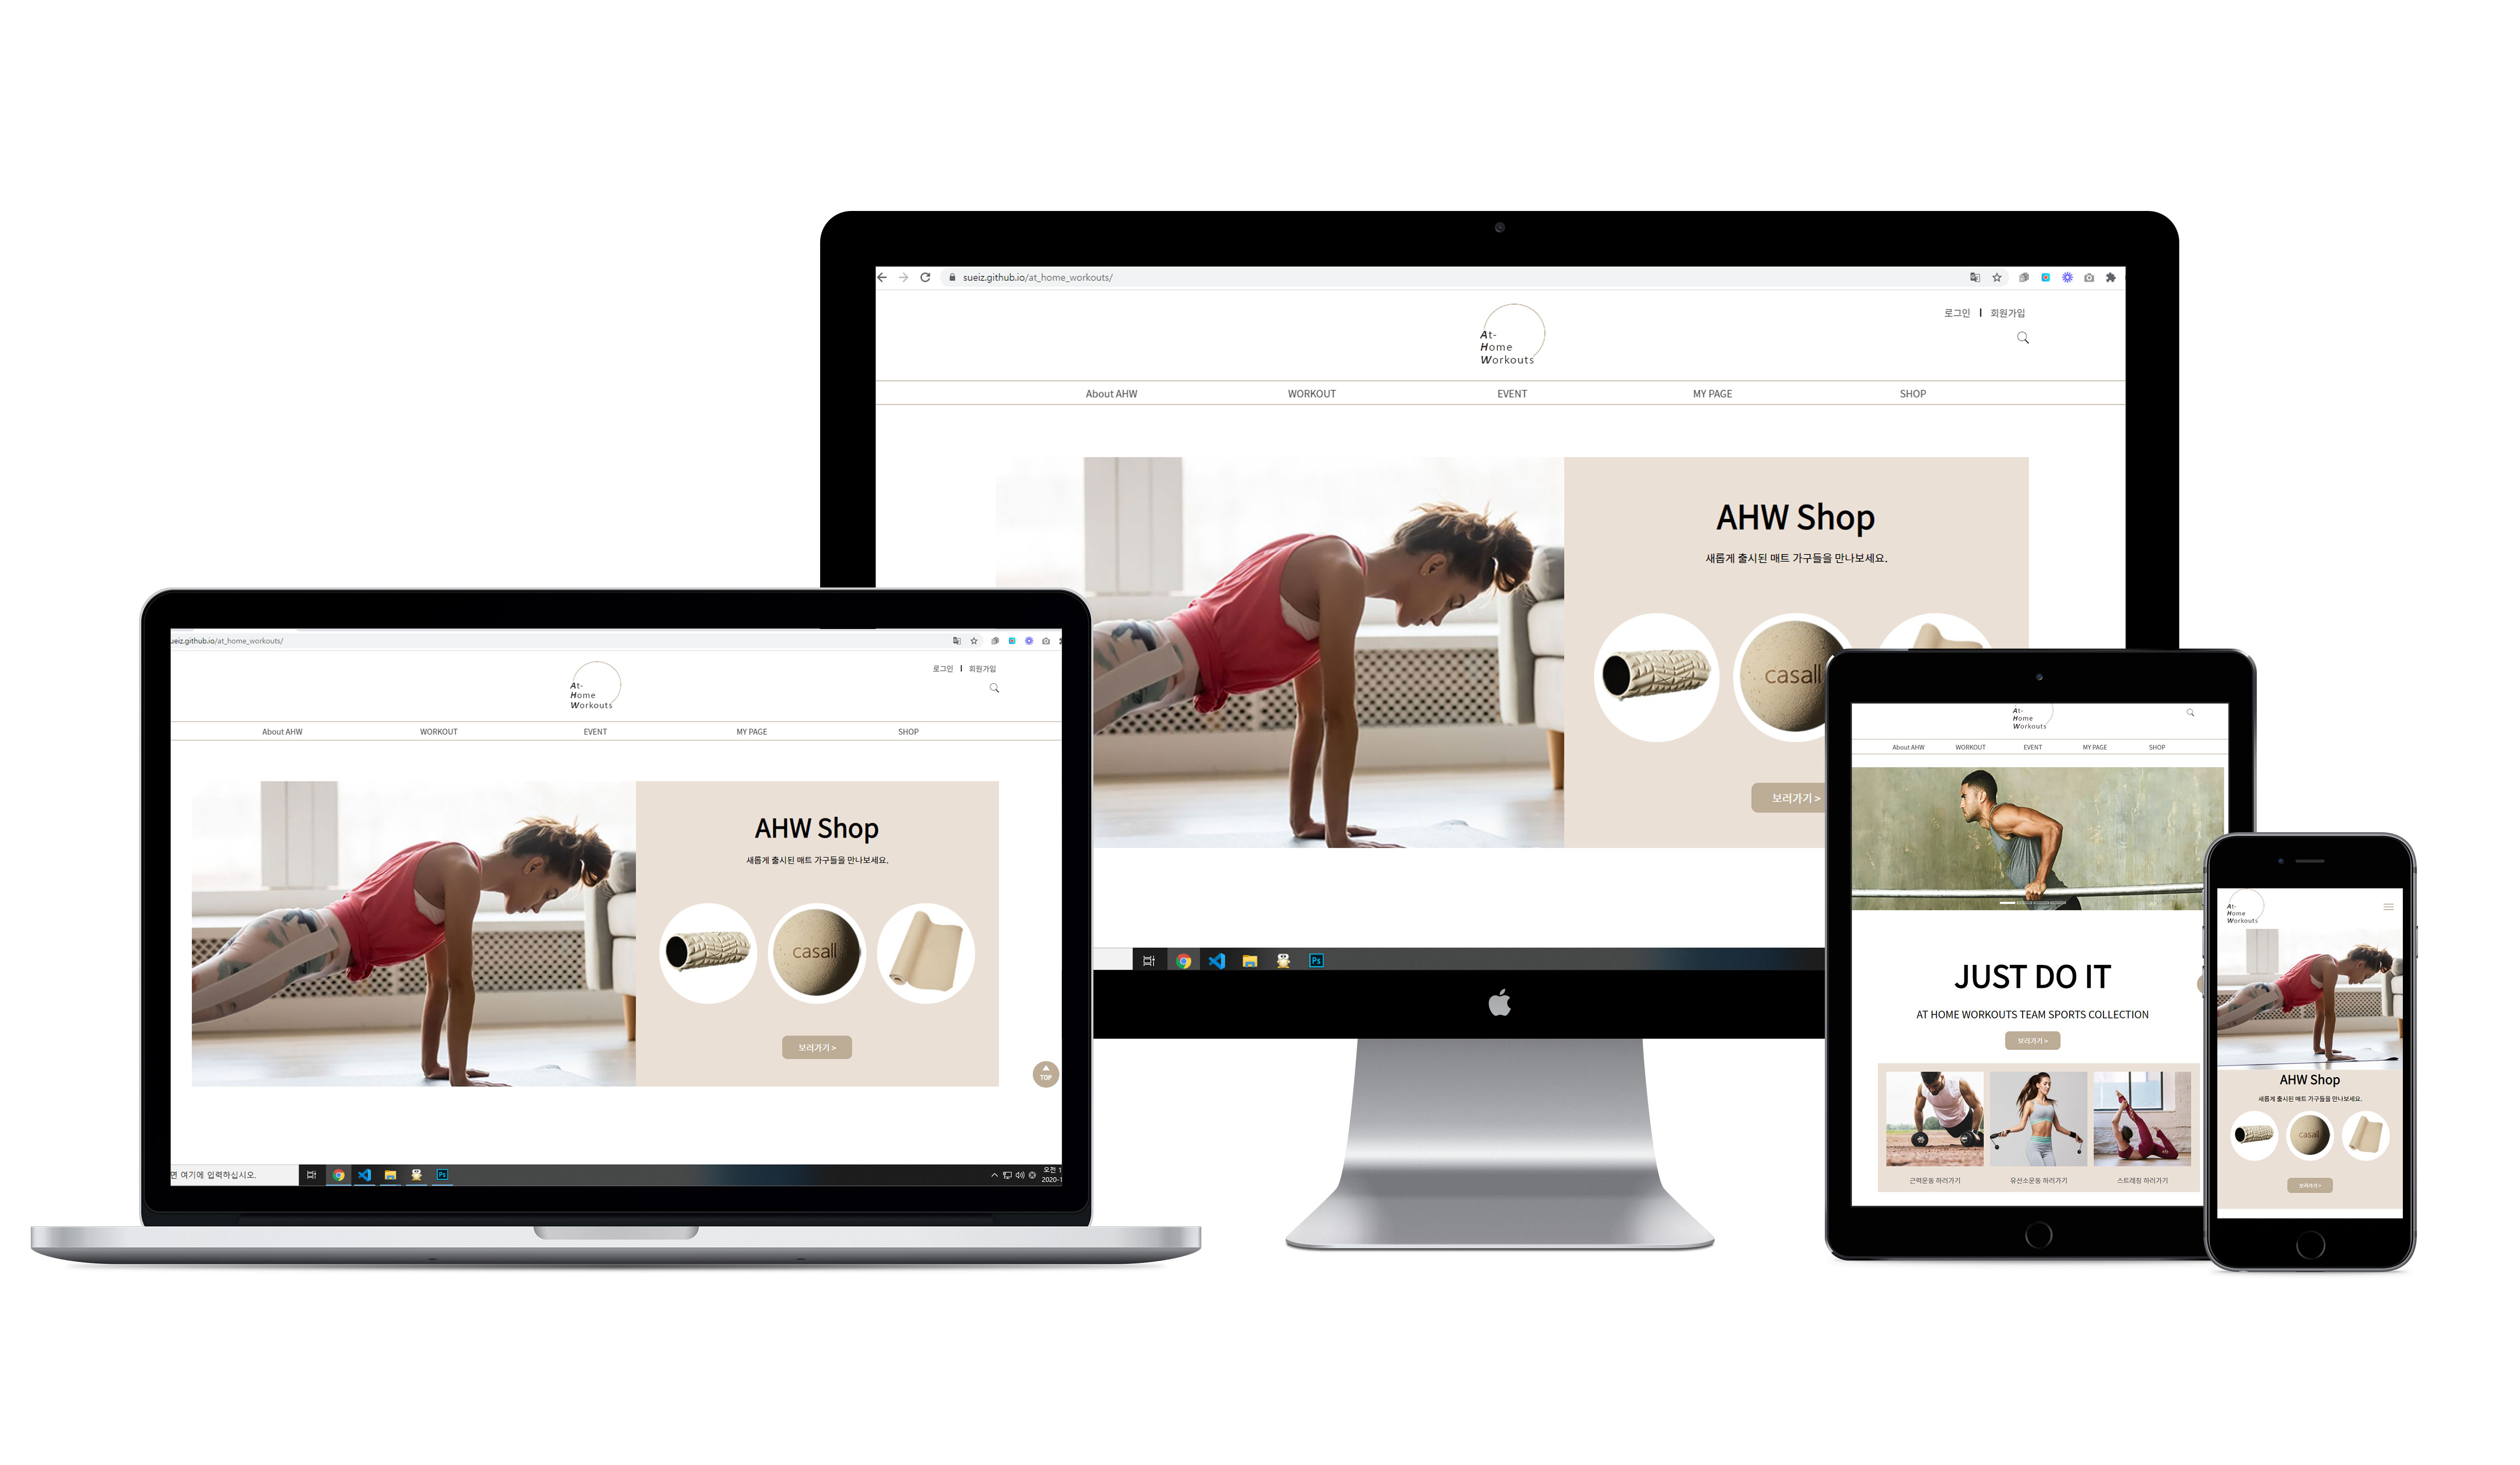 sueiz.github.io/at_home_workouts/
로그인 | 회원가입
At-
Home
Workouts
About AHW WORKOUT EVENT MY PAGE SHOP
AHW Shop
새롭게 출시된 매트 가구들을 만나보세요.
casall
보러가기 >
Ps
ueiz.github.io/at_home_workouts/
로그인 | 회원가입
At-
Home
Workouts
About AHW WORKOUT EVENT MY PAGE SHOP
AHW Shop
새롭게 출시된 매트 가구들을 만나보세요.
casall
보러가기 >
TOP
면 여기에 입력하십시오.
Ps
오전 1
2020-1
At-
Home
Workouts
About AHW WORKOUT EVENT MY PAGE SHOP
JUST DO IT
AT HOME WORKOUTS TEAM SPORTS COLLECTION
보러가기 >
근력운동 하러가기 유산소운동 하러가기 스트레칭 하러가기
At-
Home
Workouts
AHW Shop
새롭게 출시된 매트 가구들을 만나보세요.
casall
보러가기 >